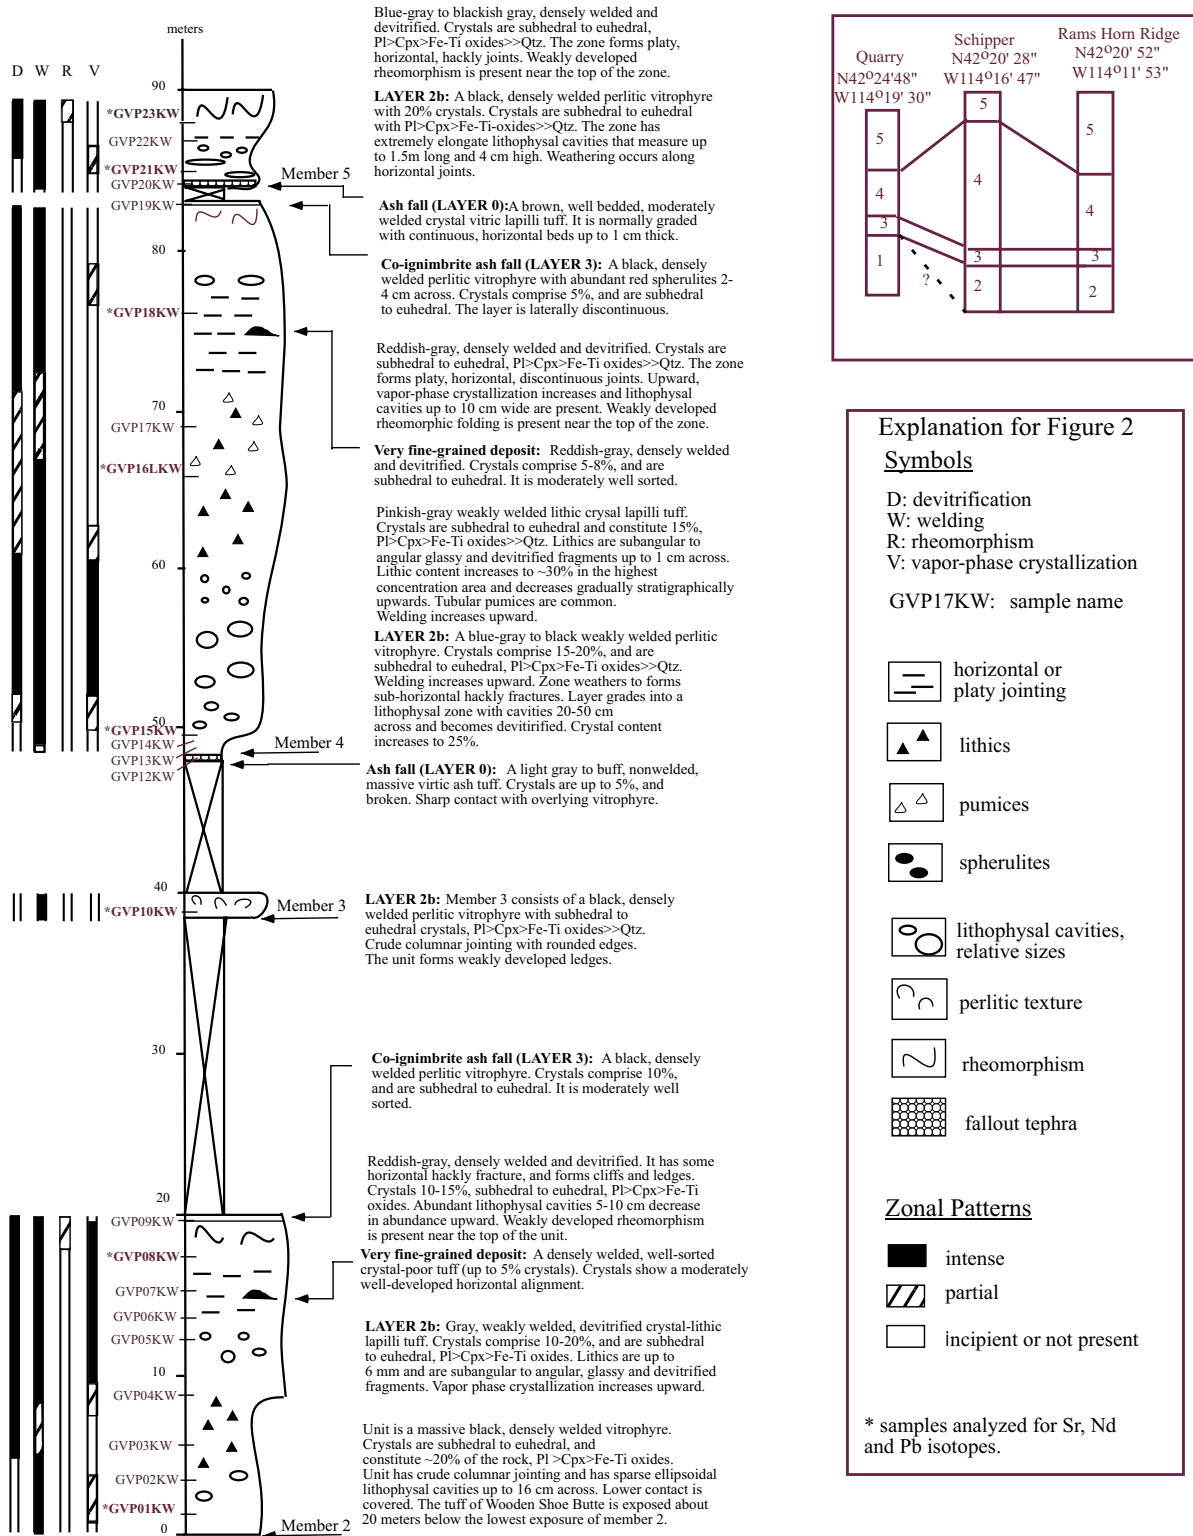 meters
D W R V
90
80
70
60
50
40
30
20
10
0
*GVP23KW
GVP22KW
*GVP21KW
GVP20KW
GVP19KW
*GVP18KW
GVP17KW
*GVP16LKW
*GVP15KW
GVP14KW
GVP13KW
GVP12KW
*GVP10KW
GVP09KW
*GVP08KW
GVP07KW
GVP06KW
GVP05KW
GVP04KW
GVP03KW
GVP02KW
*GVP01KW
Member 5
Member 4
Member 3
Member 2
Blue-gray to blackish gray, densely welded and
devitrified. Crystals are subhedral to euhedral,
Pl>Cpx>Fe-Ti oxides>>Qtz. The zone forms platy,
horizontal, hackly joints. Weakly developed
rheomorphism is present near the top of the zone.
LAYER 2b: A black, densely welded perlitic vitrophyre
with 20% crystals. Crystals are subhedral to euhedral
with Pl>Cpx>Fe-Ti-oxides>>Qtz. The zone has
extremely elongate lithophysal cavities that measure up
to 1.5m long and 4 cm high. Weathering occurs along
horizontal joints.
Ash fall (LAYER 0):A brown, well bedded, moderately
welded crystal vitric lapilli tuff. It is normally graded
with continuous, horizontal beds up to 1 cm thick.
Co-ignimbrite ash fall (LAYER 3): A black, densely
welded perlitic vitrophyre with abundant red spherulites 2-
4 cm across. Crystals comprise 5%, and are subhedral
to euhedral. The layer is laterally discontinuous.
Reddish-gray, densely welded and devitrified. Crystals are
subhedral to euhedral, Pl>Cpx>Fe-Ti oxides>>Qtz. The zone
forms platy, horizontal, discontinuous joints. Upward,
vapor-phase crystallization increases and lithophysal
cavities up to 10 cm wide are present. Weakly developed
rheomorphic folding is present near the top of the zone.
Very fine-grained deposit: Reddish-gray, densely welded
and devitrified. Crystals comprise 5-8%, and are
subhedral to euhedral. It is moderately well sorted.
Pinkish-gray weakly welded lithic crysal lapilli tuff.
Crystals are subhedral to euhedral and constitute 15%,
Pl>Cpx>Fe-Ti oxides>>Qtz. Lithics are subangular to
angular glassy and devitrified fragments up to 1 cm across.
Lithic content increases to ~30% in the highest
concentration area and decreases gradually stratigraphically
upwards. Tubular pumices are common.
Welding increases upward.
LAYER 2b: A blue-gray to black weakly welded perlitic
vitrophyre. Crystals comprise 15-20%, and are
subhedral to euhedral, Pl>Cpx>Fe-Ti oxides>>Qtz.
Welding increases upward. Zone weathers to forms
sub-horizontal hackly fractures. Layer grades into a
lithophysal zone with cavities 20-50 cm
across and becomes devitirified. Crystal content
increases to 25%.
Ash fall (LAYER 0): A light gray to buff, nonwelded,
massive virtic ash tuff. Crystals are up to 5%, and
broken. Sharp contact with overlying vitrophyre.
LAYER 2b: Member 3 consists of a black, densely
welded perlitic vitrophyre with subhedral to
euhedral crystals, Pl>Cpx>Fe-Ti oxides>>Qtz.
Crude columnar jointing with rounded edges.
The unit forms weakly developed ledges.
Co-ignimbrite ash fall (LAYER 3): A black, densely
welded perlitic vitrophyre. Crystals comprise 10%,
and are subhedral to euhedral. It is moderately well
sorted.
Reddish-gray, densely welded and devitrified. It has some
horizontal hackly fracture, and forms cliffs and ledges.
Crystals 10-15%, subhedral to euhedral, Pl>Cpx>Fe-Ti
oxides. Abundant lithophysal cavities 5-10 cm decrease
in abundance upward. Weakly developed rheomorphism
is present near the top of the unit.
Very fine-grained deposit: A densely welded, well-sorted
crystal-poor tuff (up to 5% crystals). Crystals show a moderately
well-developed horizontal alignment.
LAYER 2b: Gray, weakly welded, devitrified crystal-lithic
lapilli tuff. Crystals comprise 10-20%, and are subhedral
to euhedral, Pl>Cpx>Fe-Ti oxides. Lithics are up to
6 mm and are subangular to angular, glassy and devitrified
fragments. Vapor phase crystallization increases upward.
Unit is a massive black, densely welded vitrophyre.
Crystals are subhedral to euhedral, and
constitute ~20% of the rock, Pl >Cpx>Fe-Ti oxides.
Unit has crude columnar jointing and has sparse ellipsoidal
lithophysal cavities up to 16 cm across. Lower contact is
covered. The tuff of Wooden Shoe Butte is exposed about
20 meters below the lowest exposure of member 2.
Quarry
N42º24'48"
W114º19' 30"
Schipper
N42º20' 28"
W114º16' 47"
Rams Horn Ridge
N42º20' 52"
W114º11' 53"
5
4
3
1
5
4
3
2
5
4
3
2
?
Explanation for Figure 2
Symbols
D: devitrification
W: welding
R: rheomorphism
V: vapor-phase crystallization
GVP17KW: sample name
horizontal or
platy jointing
lithics
pumices
spherulites
lithophysal cavities,
relative sizes
perlitic texture
rheomorphism
fallout tephra
Zonal Patterns
intense
partial
incipient or not present
* samples analyzed for Sr, Nd
and Pb isotopes.